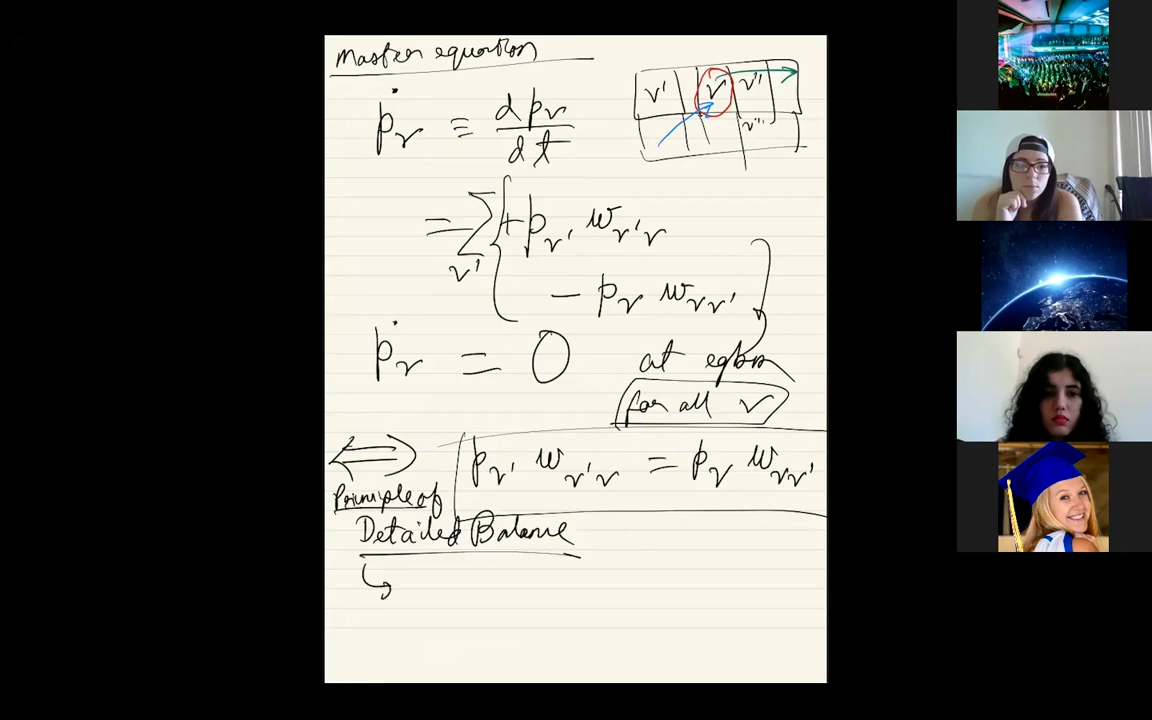 Master equation
ṗ_ν ≡ dp_ν/dt
ν' ν ν''
ν'''
= Σ_ν' { + p_ν' w_ν'ν
− p_ν w_νν'
ṗ_ν = 0 at eqbm
for all ν
⟺ p_ν' w_ν'ν = p_ν w_νν'
Principle of
Detailed Balance
↳